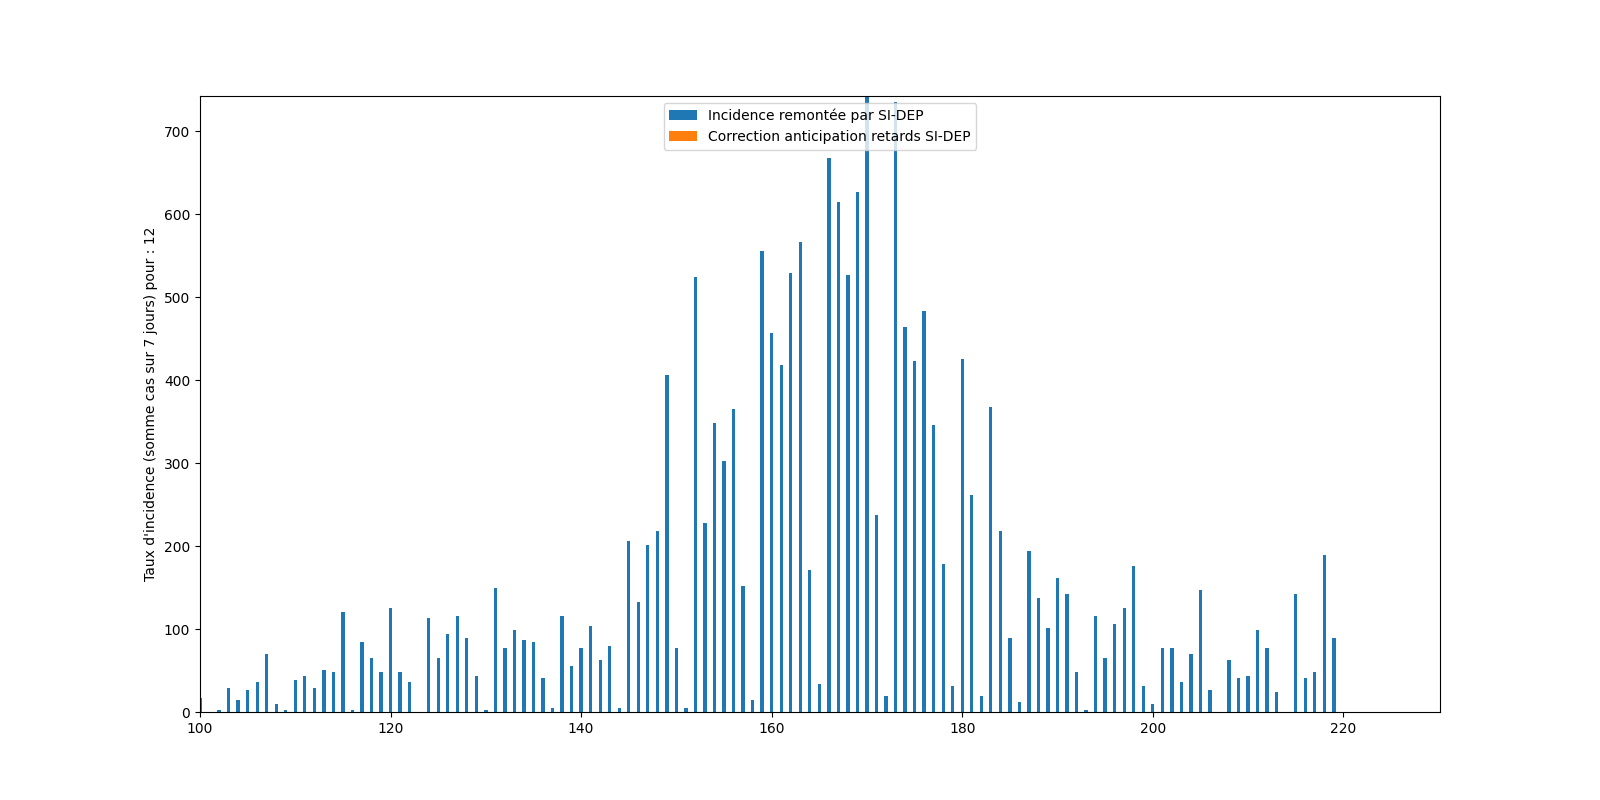 Incidence remontée par SI-DEP
Correction anticipation retards SI-DEP
Taux d'incidence (somme cas sur 7 jours) pour : 12
700
600
500
400
300
200
100
0
100 120 140 160 180 200 220